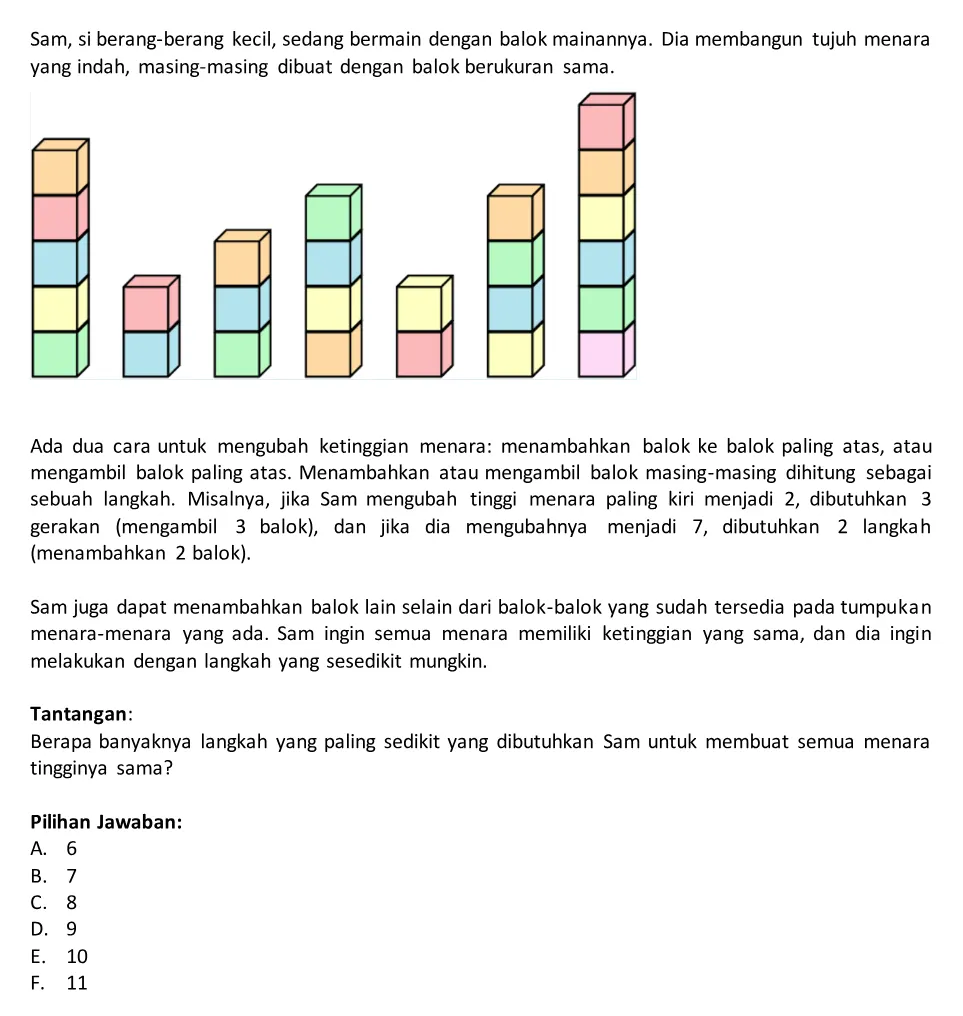 Sam, si berang-berang kecil, sedang bermain dengan balok mainannya. Dia membangun tujuh menara
yang indah, masing-masing dibuat dengan balok berukuran sama.
Ada dua cara untuk mengubah ketinggian menara: menambahkan balok ke balok paling atas, atau
mengambil balok paling atas. Menambahkan atau mengambil balok masing-masing dihitung sebagai
sebuah langkah. Misalnya, jika Sam mengubah tinggi menara paling kiri menjadi 2, dibutuhkan 3
gerakan (mengambil 3 balok), dan jika dia mengubahnya menjadi 7, dibutuhkan 2 langkah
(menambahkan 2 balok).
Sam juga dapat menambahkan balok lain selain dari balok-balok yang sudah tersedia pada tumpukan
menara-menara yang ada. Sam ingin semua menara memiliki ketinggian yang sama, dan dia ingin
melakukan dengan langkah yang sesedikit mungkin.
Tantangan:
Berapa banyaknya langkah yang paling sedikit yang dibutuhkan Sam untuk membuat semua menara
tingginya sama?
Pilihan Jawaban:
A. 6
B. 7
C. 8
D. 9
E. 10
F. 11